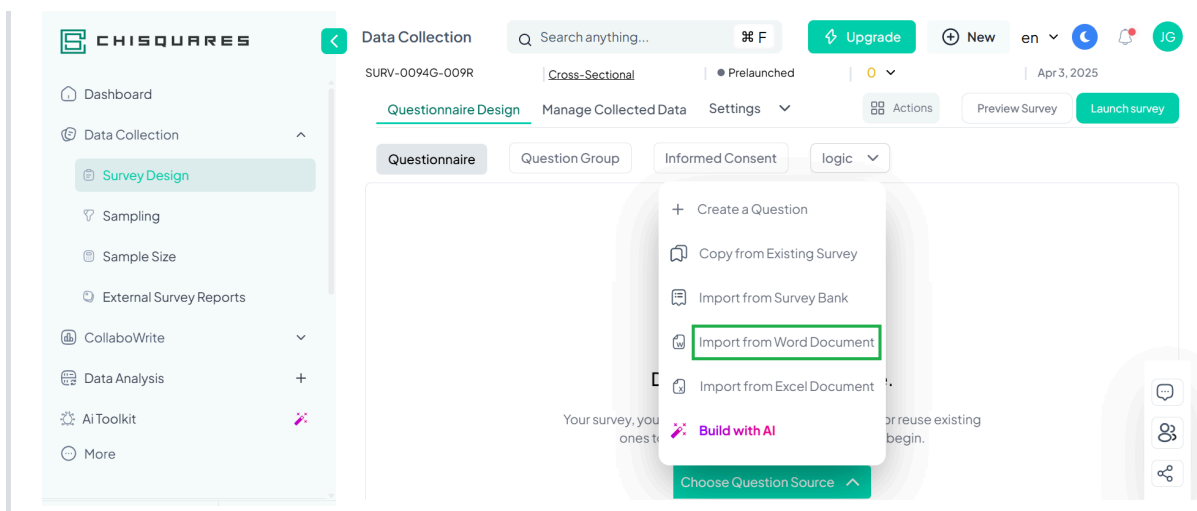 CHISQUARES
Data Collection
Search anything...
⌘ F
Upgrade
New
en
JG
SURV-0094G-009R
Cross-Sectional
Prelaunched
0
Apr 3, 2025
Dashboard
Questionnaire Design
Manage Collected Data
Settings
Actions
Preview Survey
Launch survey
Data Collection
Questionnaire
Question Group
Informed Consent
logic
Survey Design
Sampling
Sample Size
External Survey Reports
CollaboWrite
Data Analysis
Ai Toolkit
More
Create a Question
Copy from Existing Survey
Import from Survey Bank
Import from Word Document
Import from Excel Document
Build with AI
Your survey, you
or reuse existing
ones
begin.
Choose Question Source